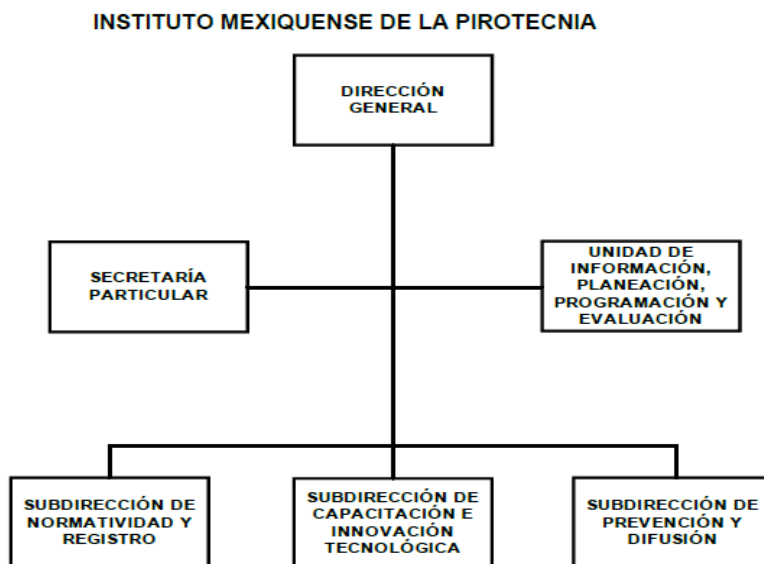 INSTITUTO MEXIQUENSE DE LA PIROTECNIA
DIRECCIÓN
GENERAL
SECRETARÍA
PARTICULAR
UNIDAD DE
INFORMACIÓN,
PLANEACIÓN,
PROGRAMACIÓN Y
EVALUACIÓN
SUBDIRECCIÓN DE
NORMATIVIDAD Y
REGISTRO
SUBDIRECCIÓN DE
CAPACITACIÓN E
INNOVACIÓN
TECNOLÓGICA
SUBDIRECCIÓN DE
PREVENCIÓN Y
DIFUSIÓN